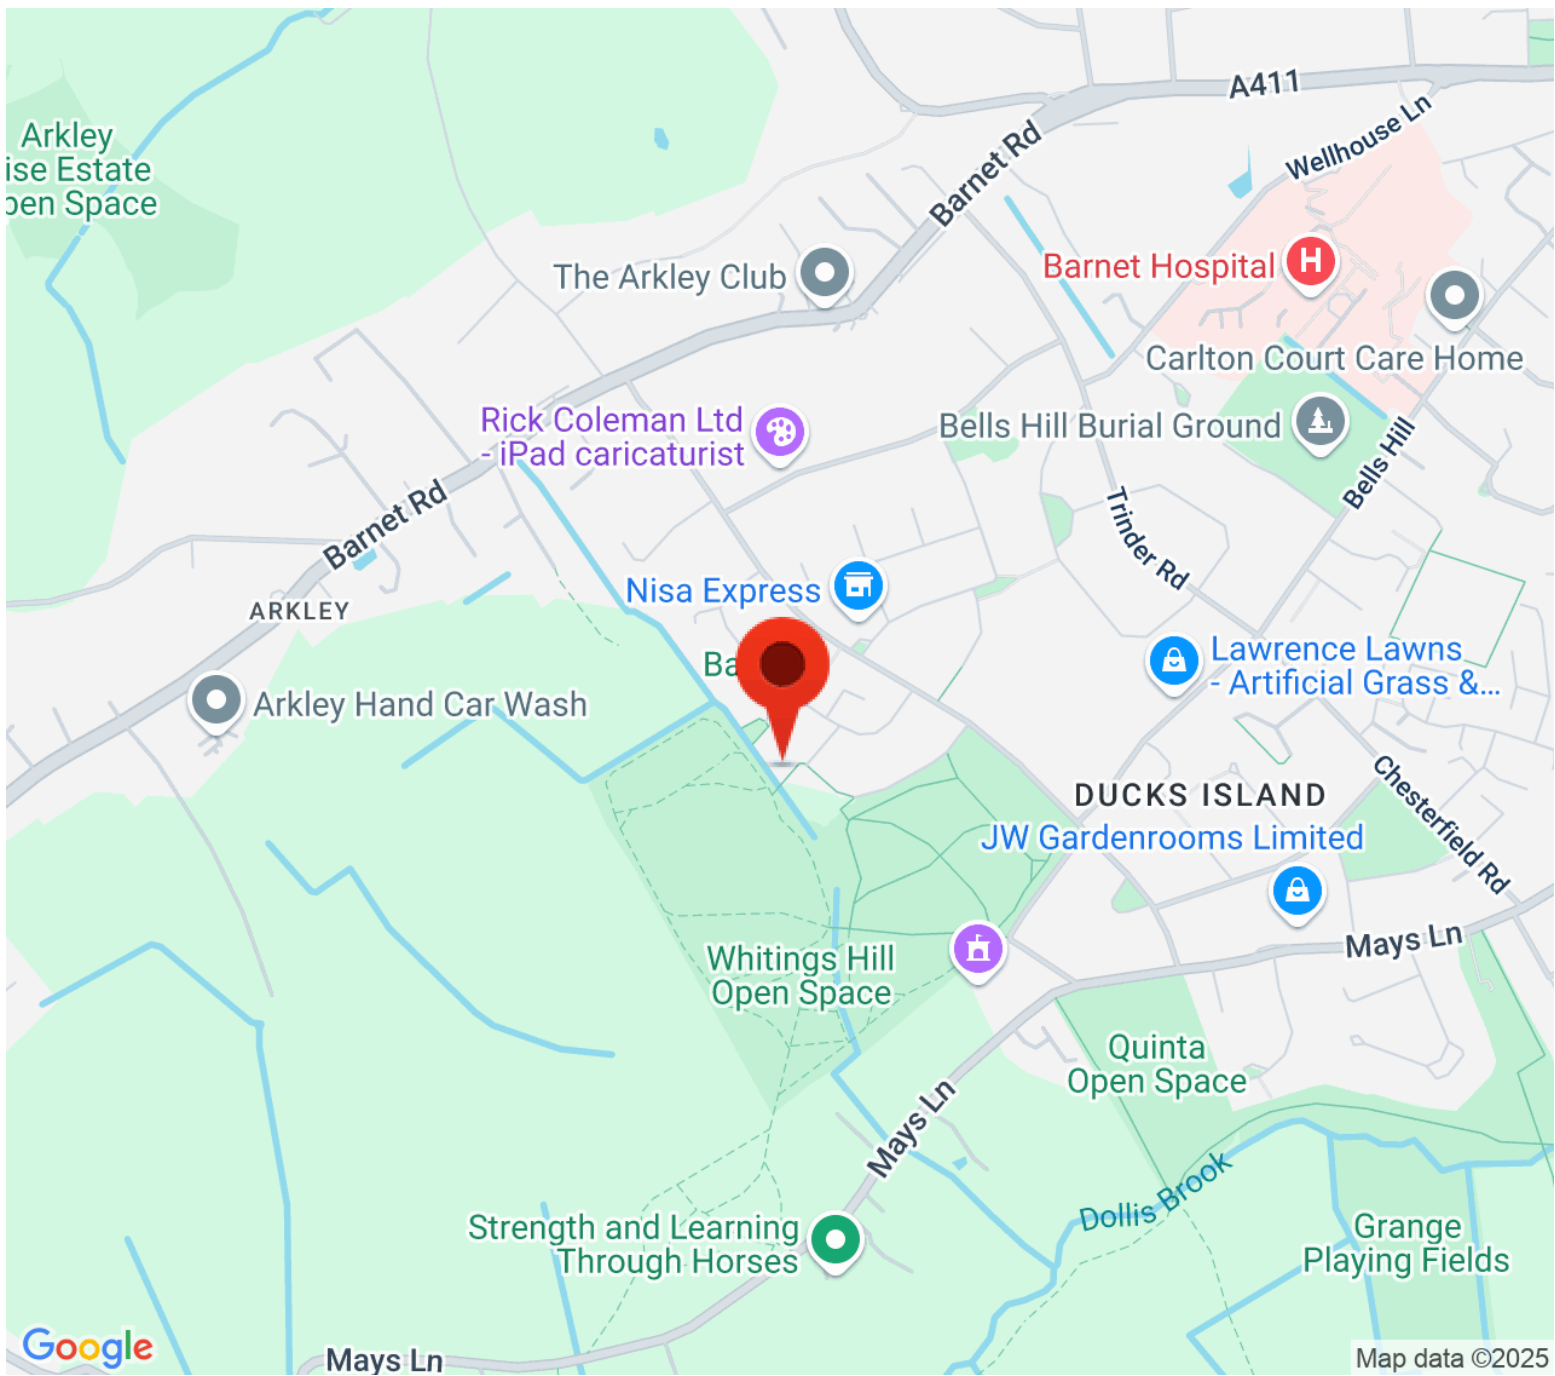 A411
Wellhouse Ln
Arkley
ise Estate
pen Space
Barnet Rd
The Arkley Club
Barnet Hospital
H
Carlton Court Care Home
Rick Coleman Ltd
- iPad caricaturist
Bells Hill Burial Ground
Bells Hill
Barnet Rd
Trinder Rd
Nisa Express
ARKLEY
Ba
Lawrence Lawns
- Artificial Grass &...
Arkley Hand Car Wash
DUCKS ISLAND
Chesterfield Rd
JW Gardenrooms Limited
Mays Ln
Whitings Hill
Open Space
Quinta
Open Space
Mays Ln
Dollis Brook
Strength and Learning
Through Horses
Grange
Playing Fields
Google
Mays Ln
Map data ©2025